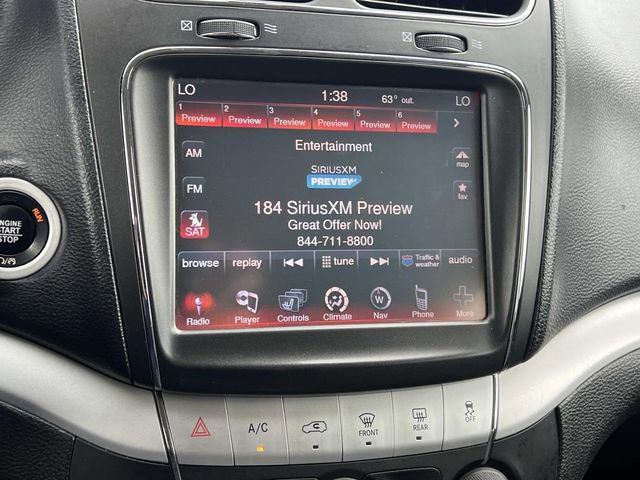 LO 1:38 63° out. LO
1 2 3 4 5 6
Preview Preview Preview Preview Preview Preview
Entertainment
AM
SIRIUSXM
PREVIEW
map
FM
fav.
184 SiriusXM Preview
SAT
Great Offer Now!
844-711-8800
browse replay tune Traffic & weather audio
Radio Player Controls Climate Nav Phone More
ENGINE
START
STOP
RUN
A/C FRONT REAR OFF